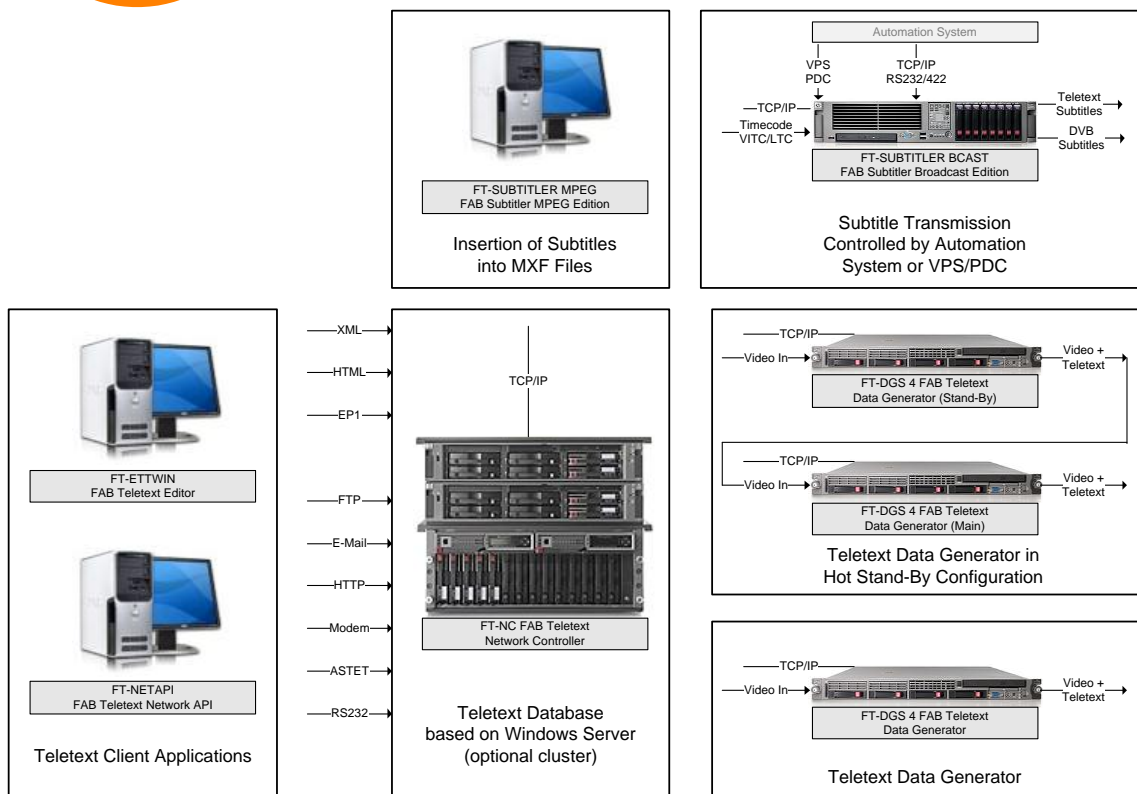 FT-SUBTITLER MPEG
FAB Subtitler MPEG Edition
Insertion of Subtitles
into MXF Files
Automation System
VPS
PDC
TCP/IP
RS232/422
TCP/IP
Timecode
VITC/LTC
Teletext
Subtitles
DVB
Subtitles
FT-SUBTITLER BCAST
FAB Subtitler Broadcast Edition
Subtitle Transmission
Controlled by Automation
System or VPS/PDC
FT-ETTWIN
FAB Teletext Editor
FT-NETAPI
FAB Teletext Network API
Teletext Client Applications
XML
HTML
EP1
FTP
E-Mail
HTTP
Modem
ASTET
RS232
TCP/IP
FT-NC FAB Teletext
Network Controller
Teletext Database
based on Windows Server
(optional cluster)
TCP/IP
Video In
Video +
Teletext
FT-DGS 4 FAB Teletext
Data Generator (Stand-By)
TCP/IP
Video In
Video +
Teletext
FT-DGS 4 FAB Teletext
Data Generator (Main)
Teletext Data Generator in
Hot Stand-By Configuration
TCP/IP
Video In
Video +
Teletext
FT-DGS 4 FAB Teletext
Data Generator
Teletext Data Generator